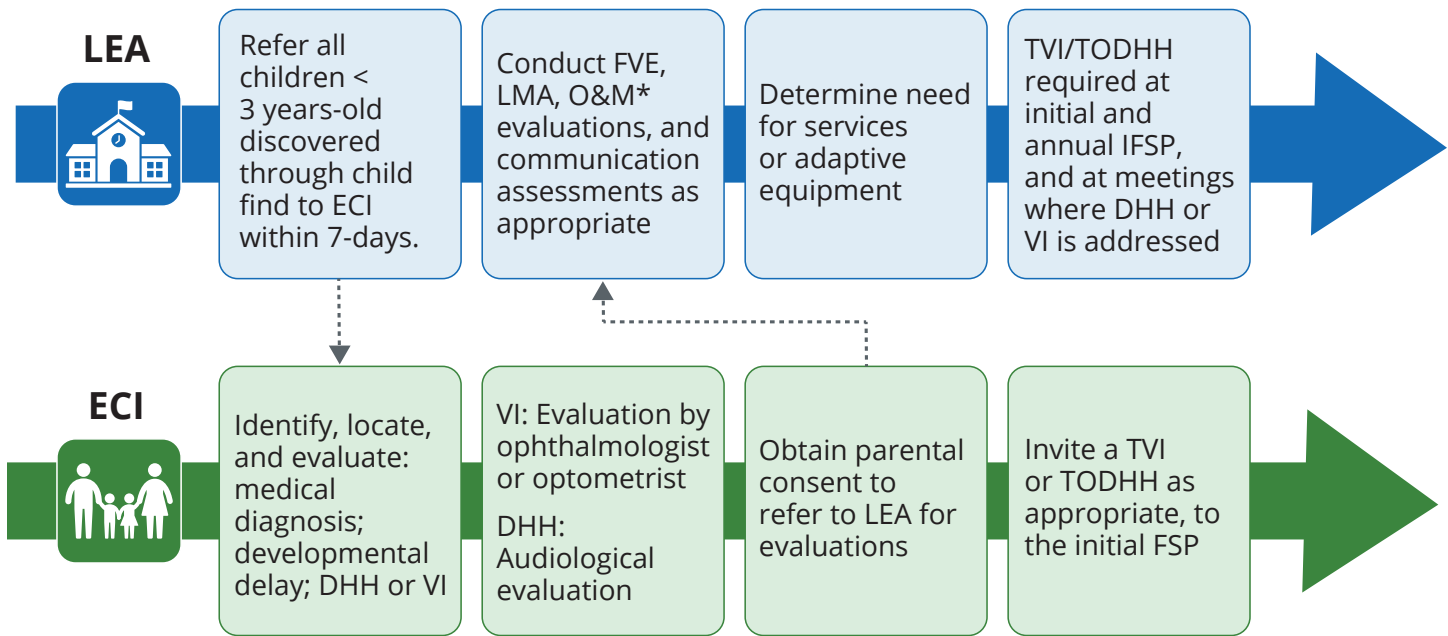 LEA
Refer all
children <
3 years-old
discovered
through child
find to ECI
within 7-days.
Conduct FVE,
LMA, O&M*
evaluations, and
communication
assessments as
appropriate
Determine need
for services
or adaptive
equipment
TVI/TODHH
required at
initial and
annual IFSP,
and at meetings
where DHH or
VI is addressed
ECI
Identify, locate,
and evaluate:
medical
diagnosis;
developmental
delay; DHH or VI
VI: Evaluation by
ophthalmologist
or optometrist
DHH:
Audiological
evaluation
Obtain parental
consent to
refer to LEA for
evaluations
Invite a TVI
or TODHH as
appropriate, to
the initial FSP